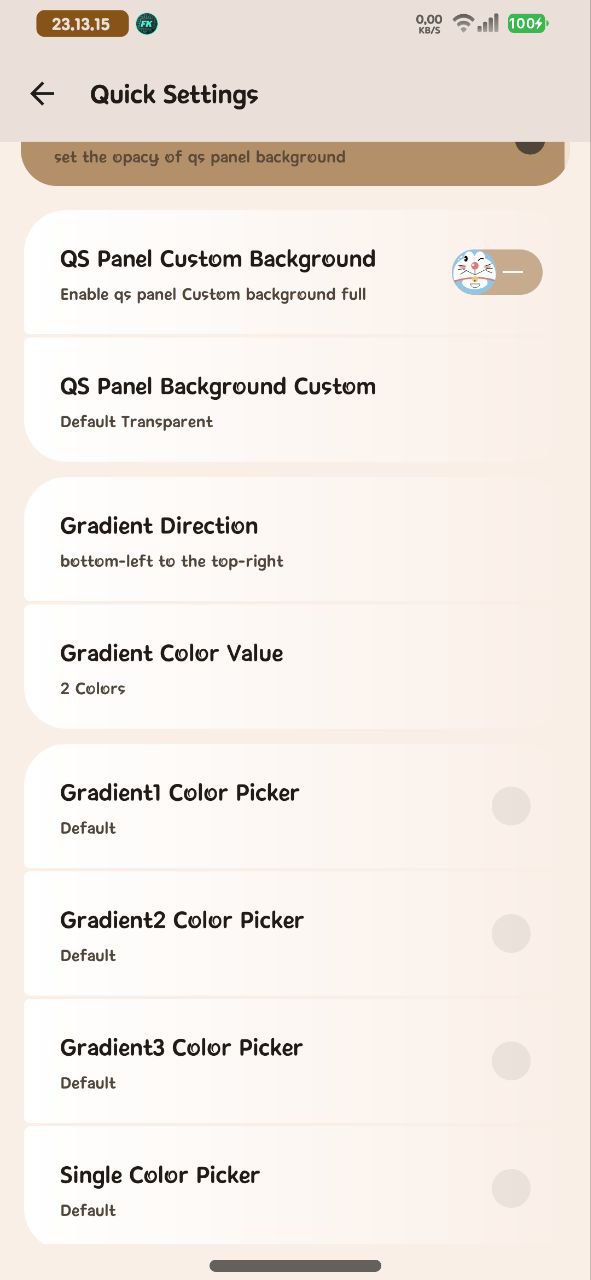 23.13.15
FK
0,00
KB/S
100
Quick Settings
set the opacy of qs panel background
QS Panel Custom Background
Enable qs panel Custom background full
QS Panel Background Custom
Default Transparent
Gradient Direction
bottom-left to the top-right
Gradient Color Value
2 Colors
Gradient1 Color Picker
Default
Gradient2 Color Picker
Default
Gradient3 Color Picker
Default
Single Color Picker
Default